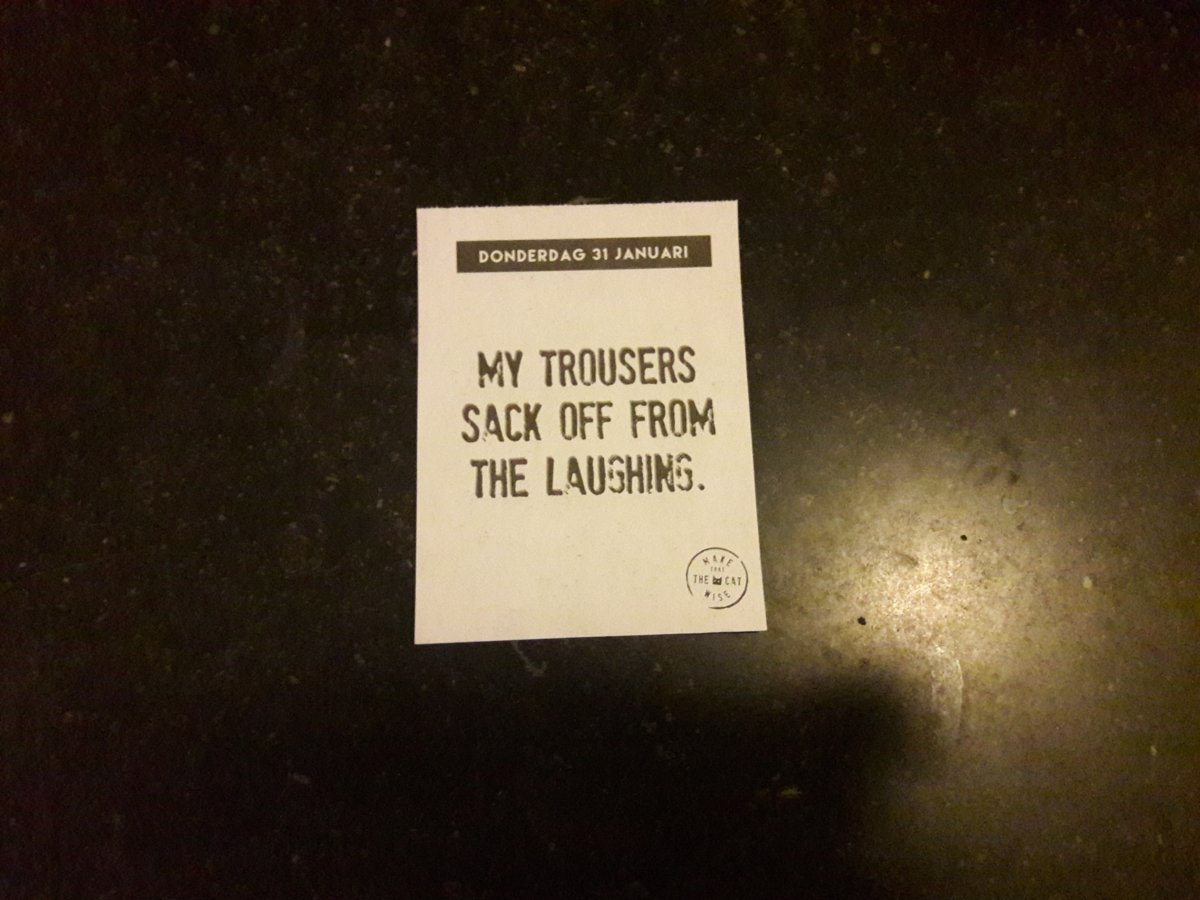 DONDERDAG 31 JANUARI
MY TROUSERS
SACK OFF FROM
THE LAUGHING.
MAKE
THAT
THE CAT
WISE